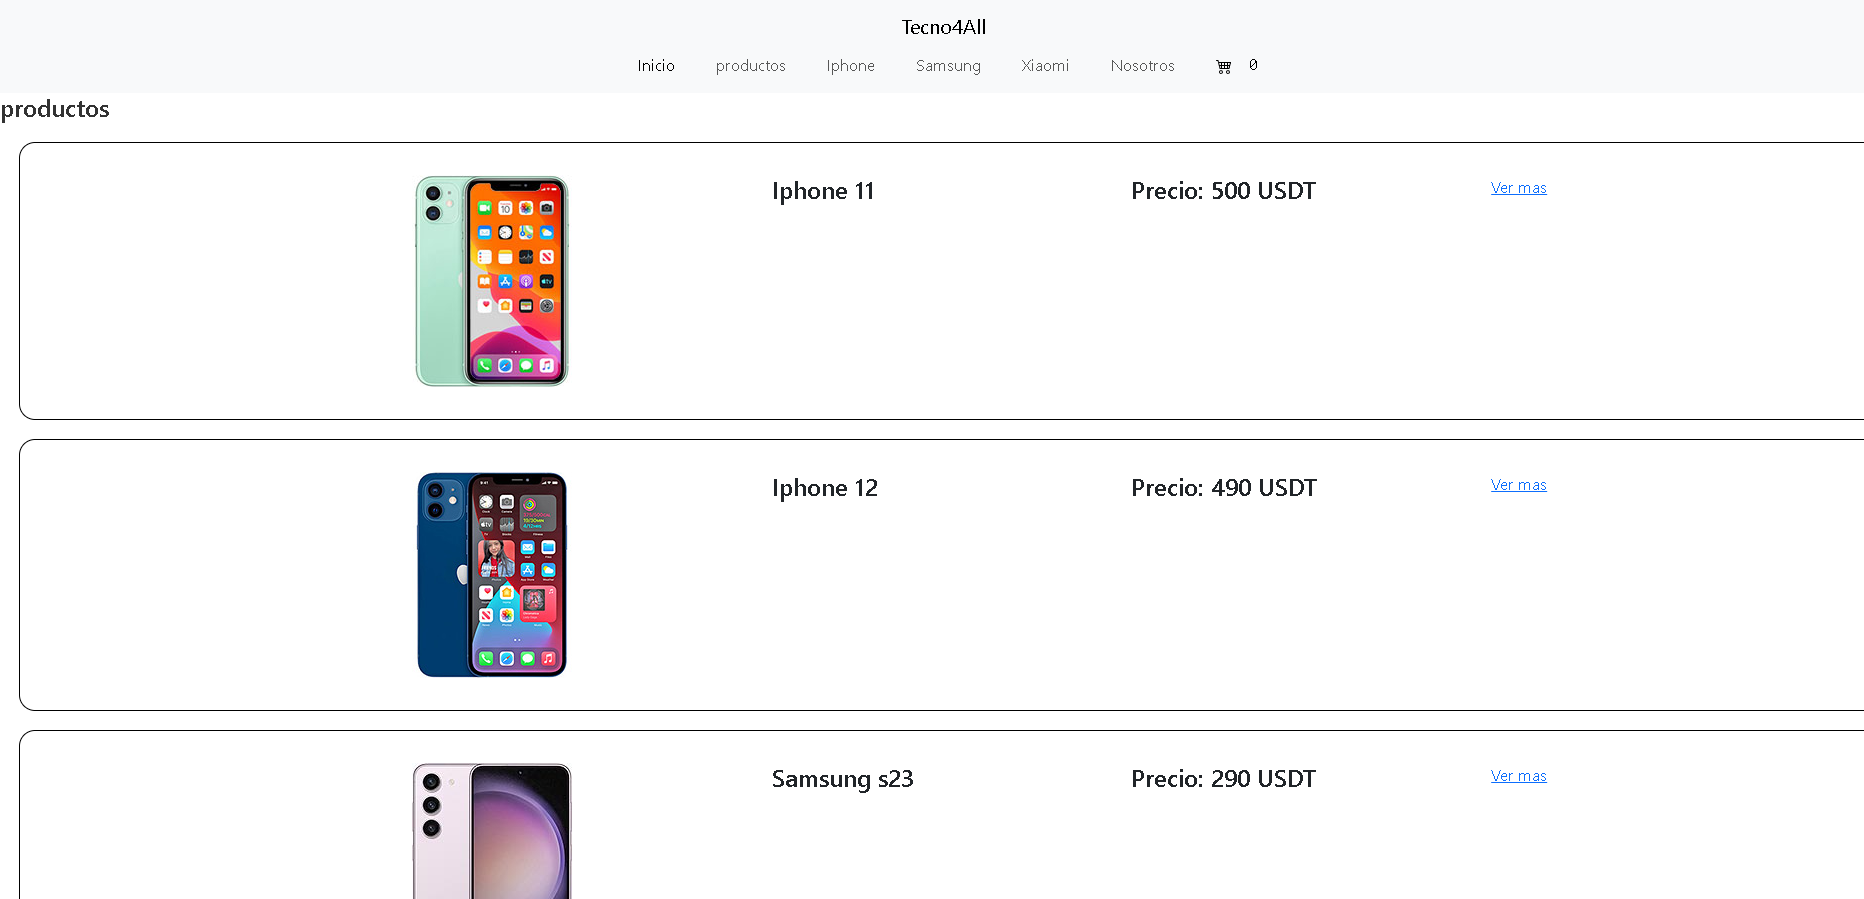 Tecno4All
Inicio productos Iphone Samsung Xiaomi Nosotros 0
productos
Iphone 11 Precio: 500 USDT Ver mas
Iphone 12 Precio: 490 USDT Ver mas
Samsung s23 Precio: 290 USDT Ver mas